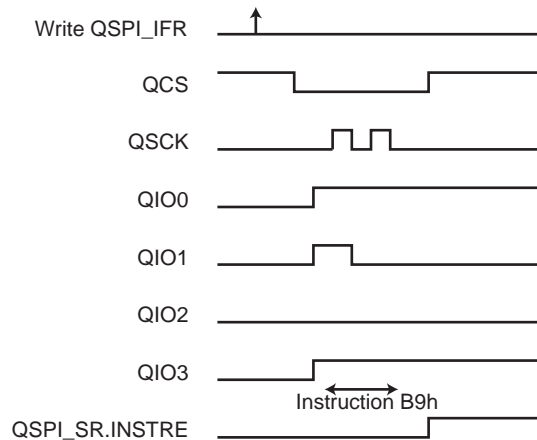 Write QSPI_IFR
QCS
QSCK
QIO0
QIO1
QIO2
QIO3
Instruction B9h
QSPI_SR.INSTRE